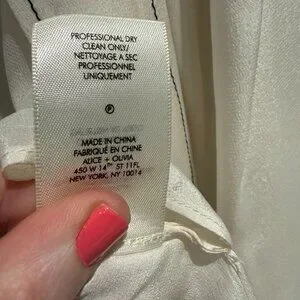 PROFESSIONAL DRY
CLEAN ONLY/
NETTOYAGE A SEC
PROFESSIONNEL
UNIQUEMENT
P
MADE IN CHINA
FABRIQUÉ EN CHINE
ALICE + OLIVIA
450 W 14TH ST 11FL
NEW YORK, NY 10014